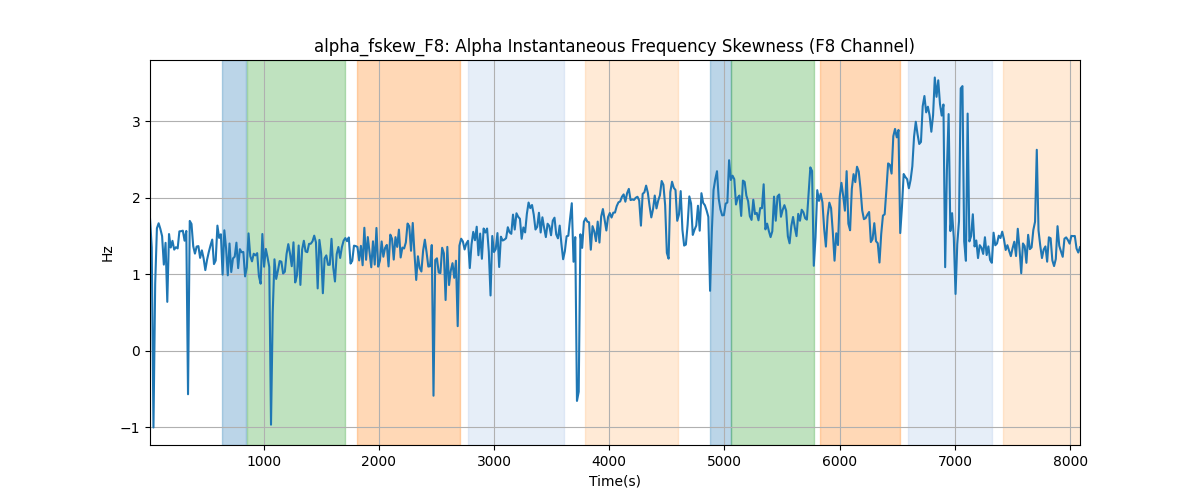 alpha_fskew_F8: Alpha Instantaneous Frequency Skewness (F8 Channel)
Hz
3
2
1
0
−1
1000 2000 3000 4000 5000 6000 7000 8000
Time(s)